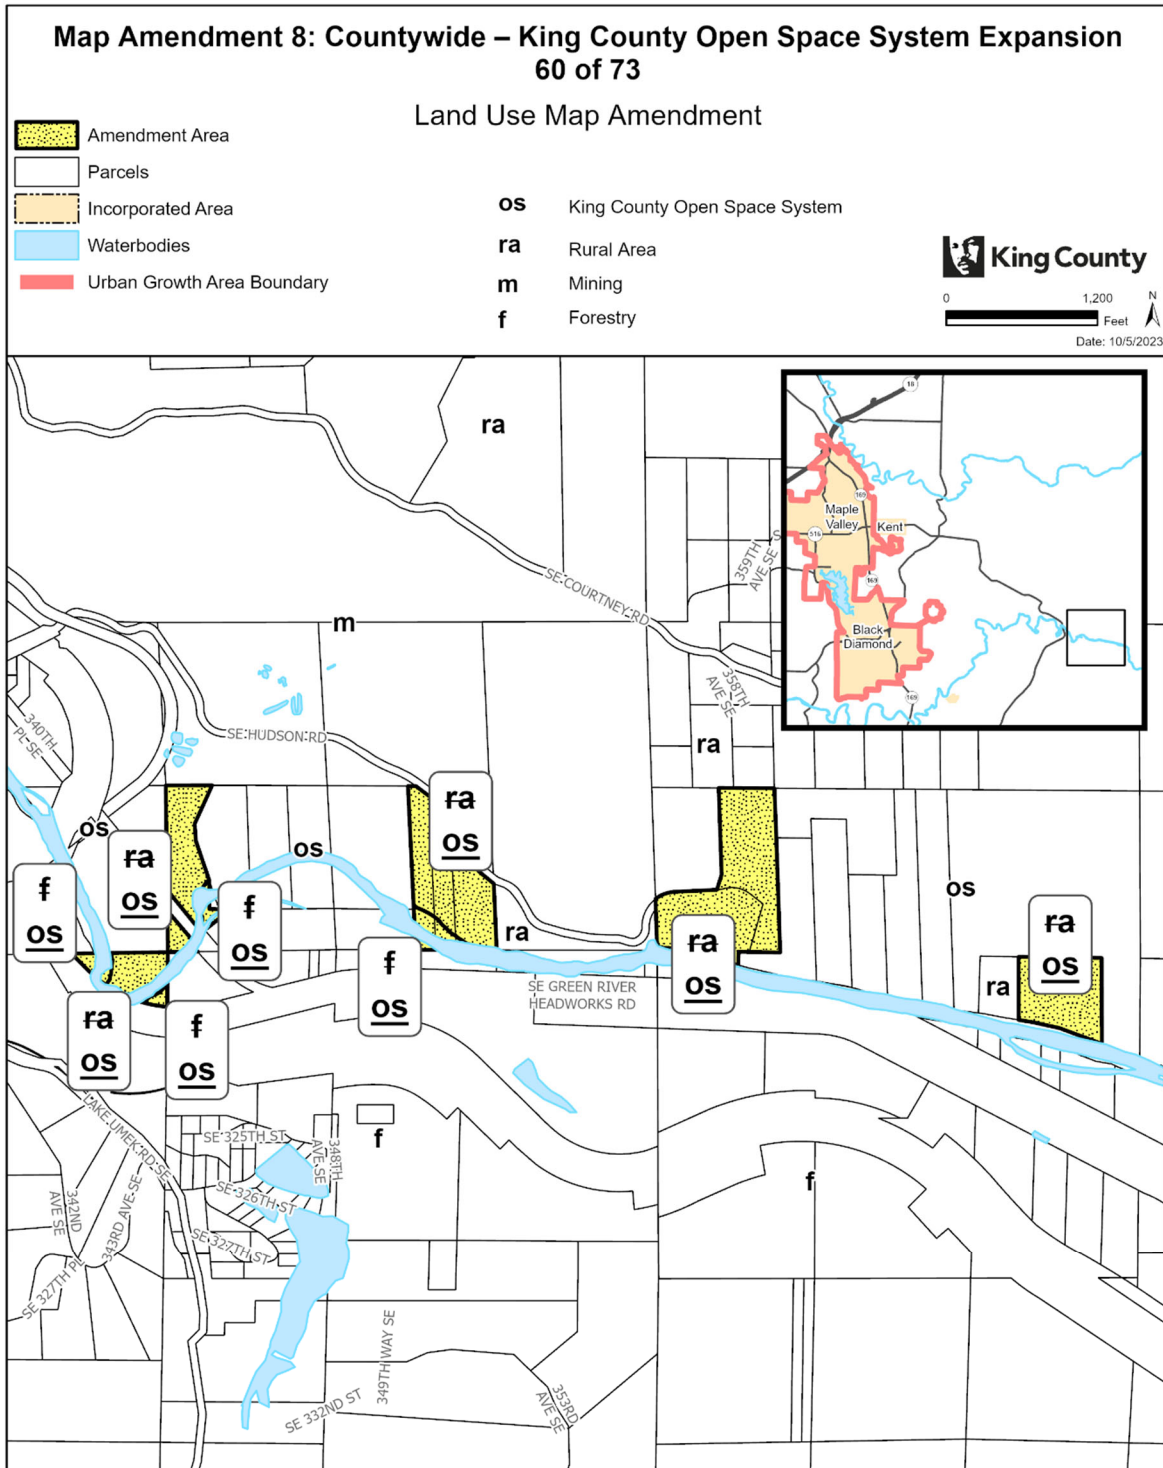 Map Amendment 8: Countywide – King County Open Space System Expansion
60 of 73
Land Use Map Amendment
Amendment Area
Parcels
Incorporated Area
Waterbodies
Urban Growth Area Boundary
os King County Open Space System
ra Rural Area
m Mining
f Forestry
King County
0 1,200
Feet
N
Date: 10/5/2023
18
169
Maple
Valley
Kent
516
169
Black
Diamond
169
ra
359TH
AVE SE
S
SE COURTNEY RD
m
358TH
AVE SE
340TH
PL SE
SE HUDSON RD
ra
ra
os
os
ra
os
os
f
os
f
os
os
ra
ra
os
ra
os
ra
f
os
SE GREEN RIVER
HEADWORKS RD
ra
os
f
os
LAKE UMEK RD SE
SE 325TH ST
348TH
AVE SE
f
f
SE 326TH ST
342ND
AVE SE
343RD AVE SE
SE 327TH ST
SE 327TH PL
349TH WAY SE
SE 332ND ST
353RD
AVE SE